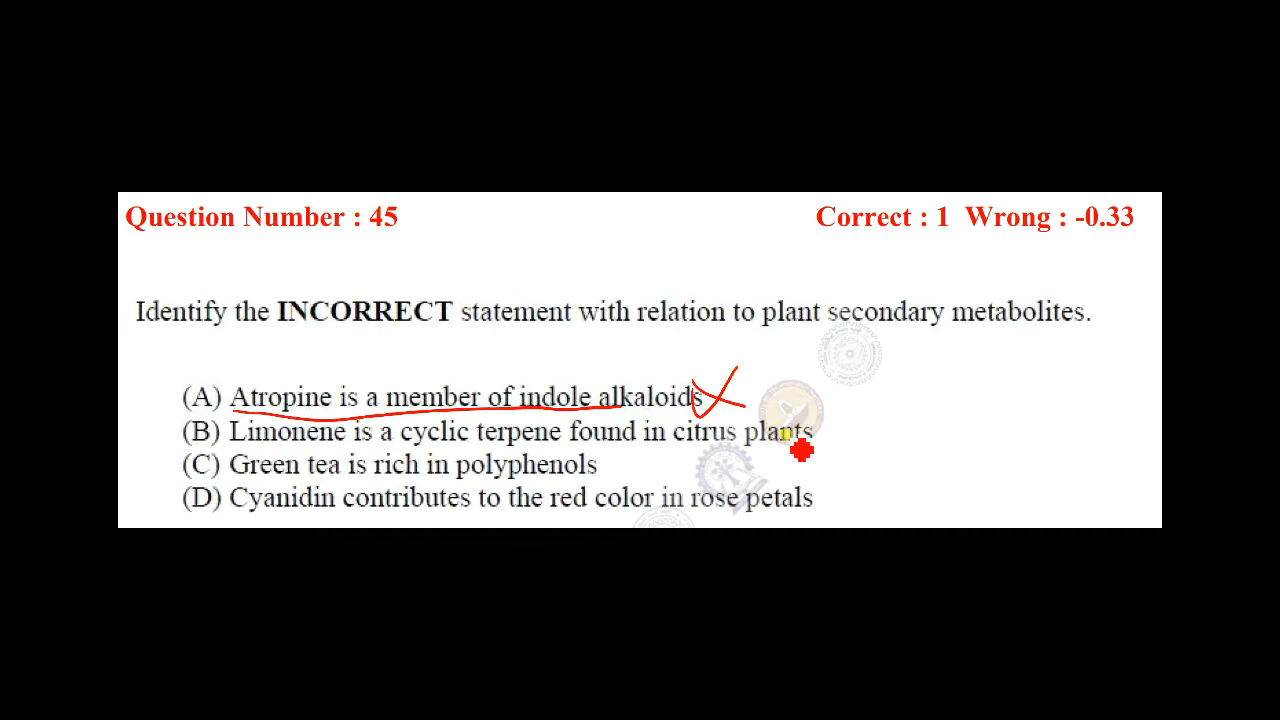 Question Number : 45 Correct : 1 Wrong : -0.33
Identify the INCORRECT statement with relation to plant secondary metabolites.
(A) Atropine is a member of indole alkaloids
(B) Limonene is a cyclic terpene found in citrus plants
(C) Green tea is rich in polyphenols
(D) Cyanidin contributes to the red color in rose petals